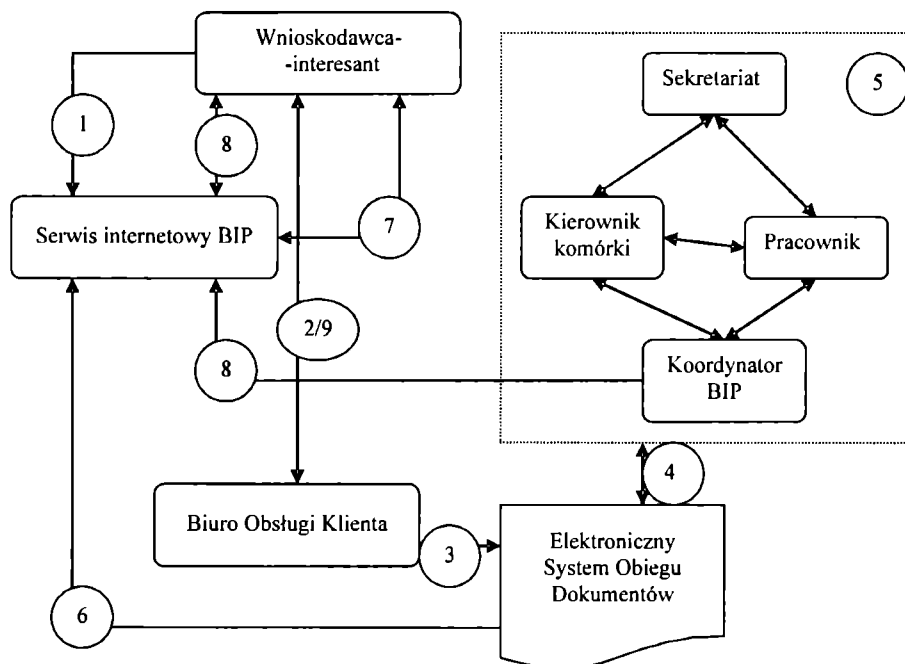 Wnioskodawca-
-interesant
Sekretariat
5
1
8
Kierownik
komórki
Pracownik
Serwis internetowy BIP
7
2/9
8
Koordynator
BIP
4
Biuro Obsługi Klienta
3
Elektroniczny
System Obiegu
Dokumentów
6